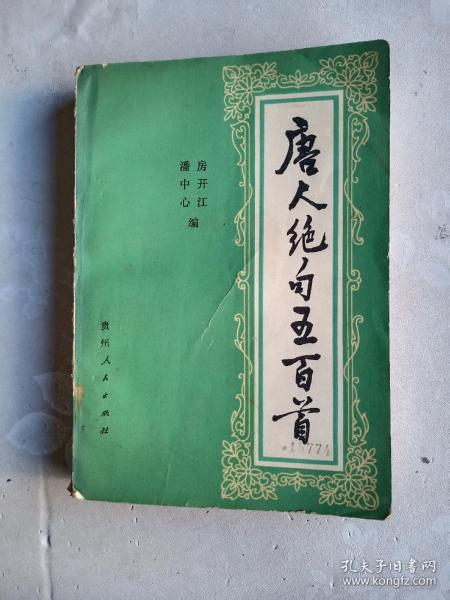 唐人绝句五百首
房开江
潘中心
编
贵州人民出版社
15774
孔夫子旧书网
www.kongfz.com